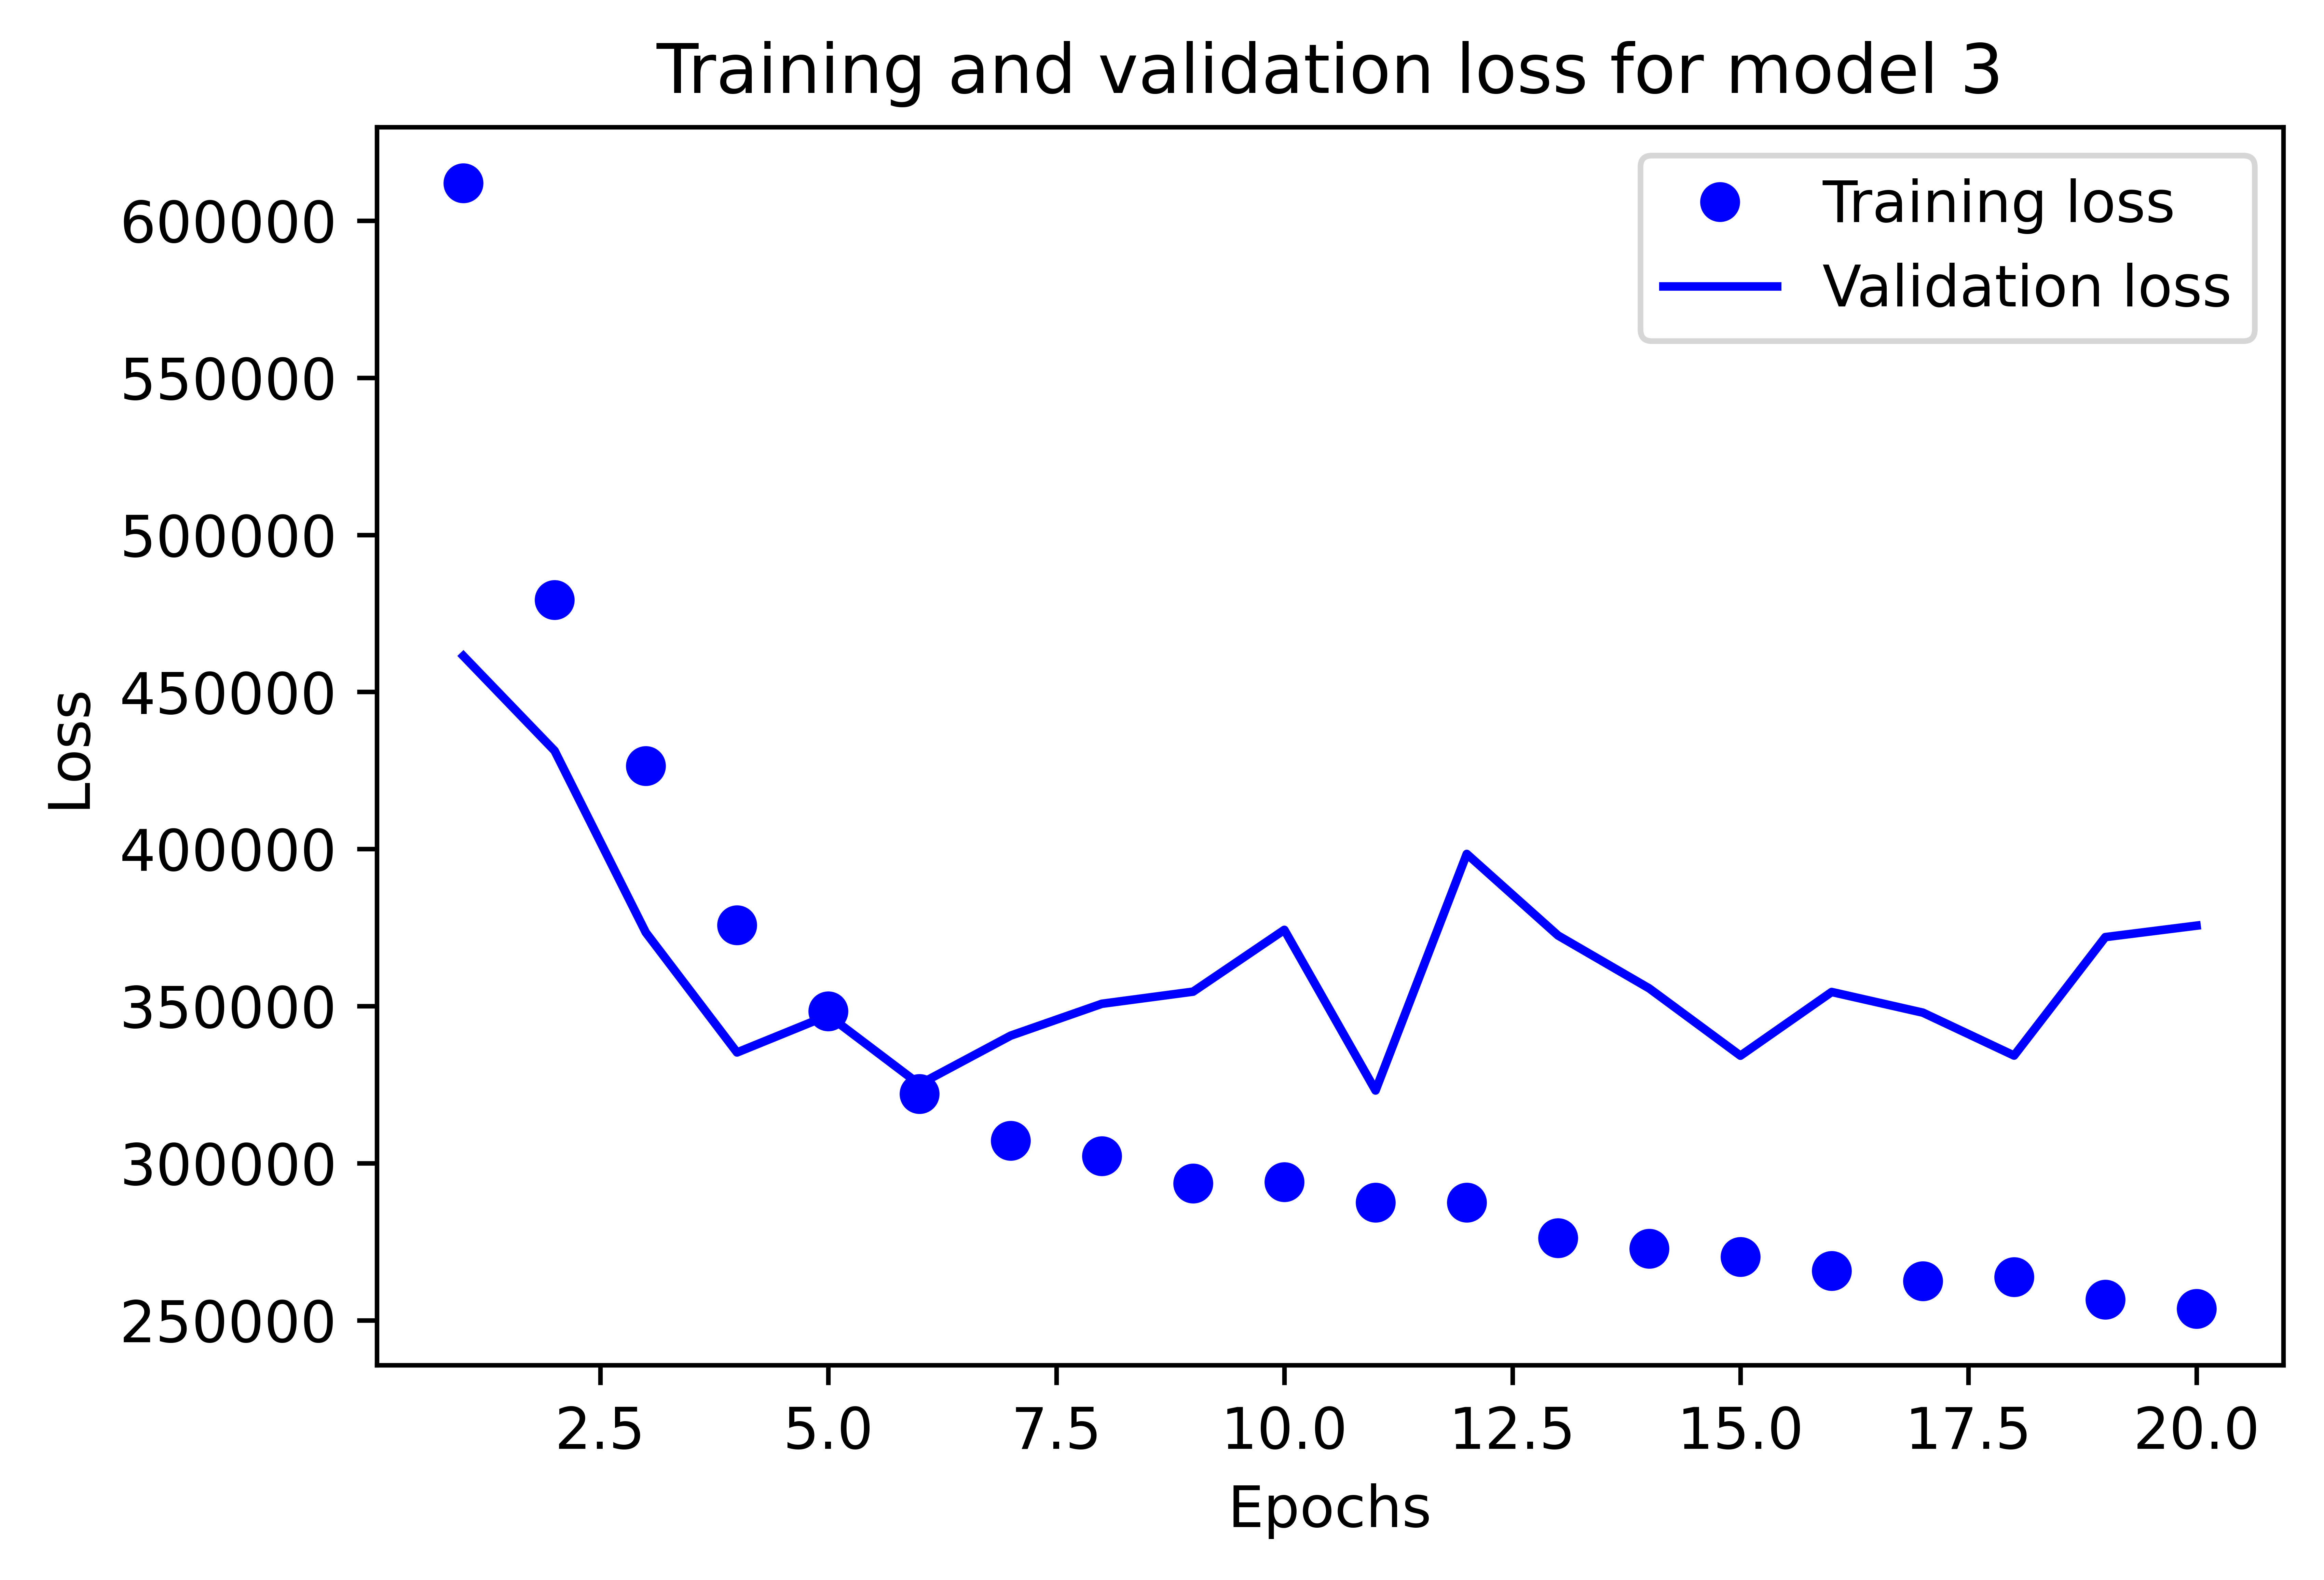 Training and validation loss for model 3
Training loss
Validation loss
600000
550000
500000
450000
400000
350000
300000
250000
Loss
2.5 5.0 7.5 10.0 12.5 15.0 17.5 20.0
Epochs